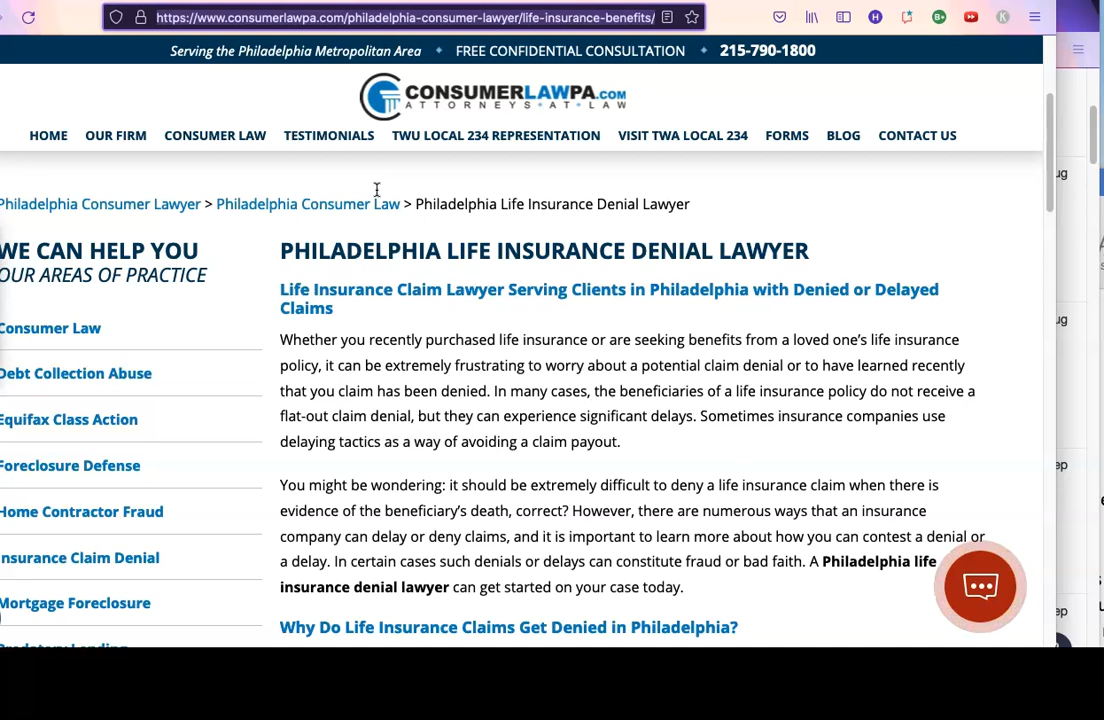 https://www.consumerlawpa.com/philadelphia-consumer-lawyer/life-insurance-benefits/
Serving the Philadelphia Metropolitan Area FREE CONFIDENTIAL CONSULTATION 215-790-1800
CONSUMERLAWPA.COM
ATTORNEYS AT LAW
HOME OUR FIRM CONSUMER LAW TESTIMONIALS TWU LOCAL 234 REPRESENTATION VISIT TWA LOCAL 234 FORMS BLOG CONTACT US
Philadelphia Consumer Lawyer > Philadelphia Consumer Law > Philadelphia Life Insurance Denial Lawyer
WE CAN HELP YOU
OUR AREAS OF PRACTICE
Consumer Law
Debt Collection Abuse
Equifax Class Action
Foreclosure Defense
Home Contractor Fraud
Insurance Claim Denial
Mortgage Foreclosure
PHILADELPHIA LIFE INSURANCE DENIAL LAWYER
Life Insurance Claim Lawyer Serving Clients in Philadelphia with Denied or Delayed
Claims
Whether you recently purchased life insurance or are seeking benefits from a loved one's life insurance
policy, it can be extremely frustrating to worry about a potential claim denial or to have learned recently
that you claim has been denied. In many cases, the beneficiaries of a life insurance policy do not receive a
flat-out claim denial, but they can experience significant delays. Sometimes insurance companies use
delaying tactics as a way of avoiding a claim payout.
You might be wondering: it should be extremely difficult to deny a life insurance claim when there is
evidence of the beneficiary's death, correct? However, there are numerous ways that an insurance
company can delay or deny claims, and it is important to learn more about how you can contest a denial or
a delay. In certain cases such denials or delays can constitute fraud or bad faith. A Philadelphia life
insurance denial lawyer can get started on your case today.
Why Do Life Insurance Claims Get Denied in Philadelphia?